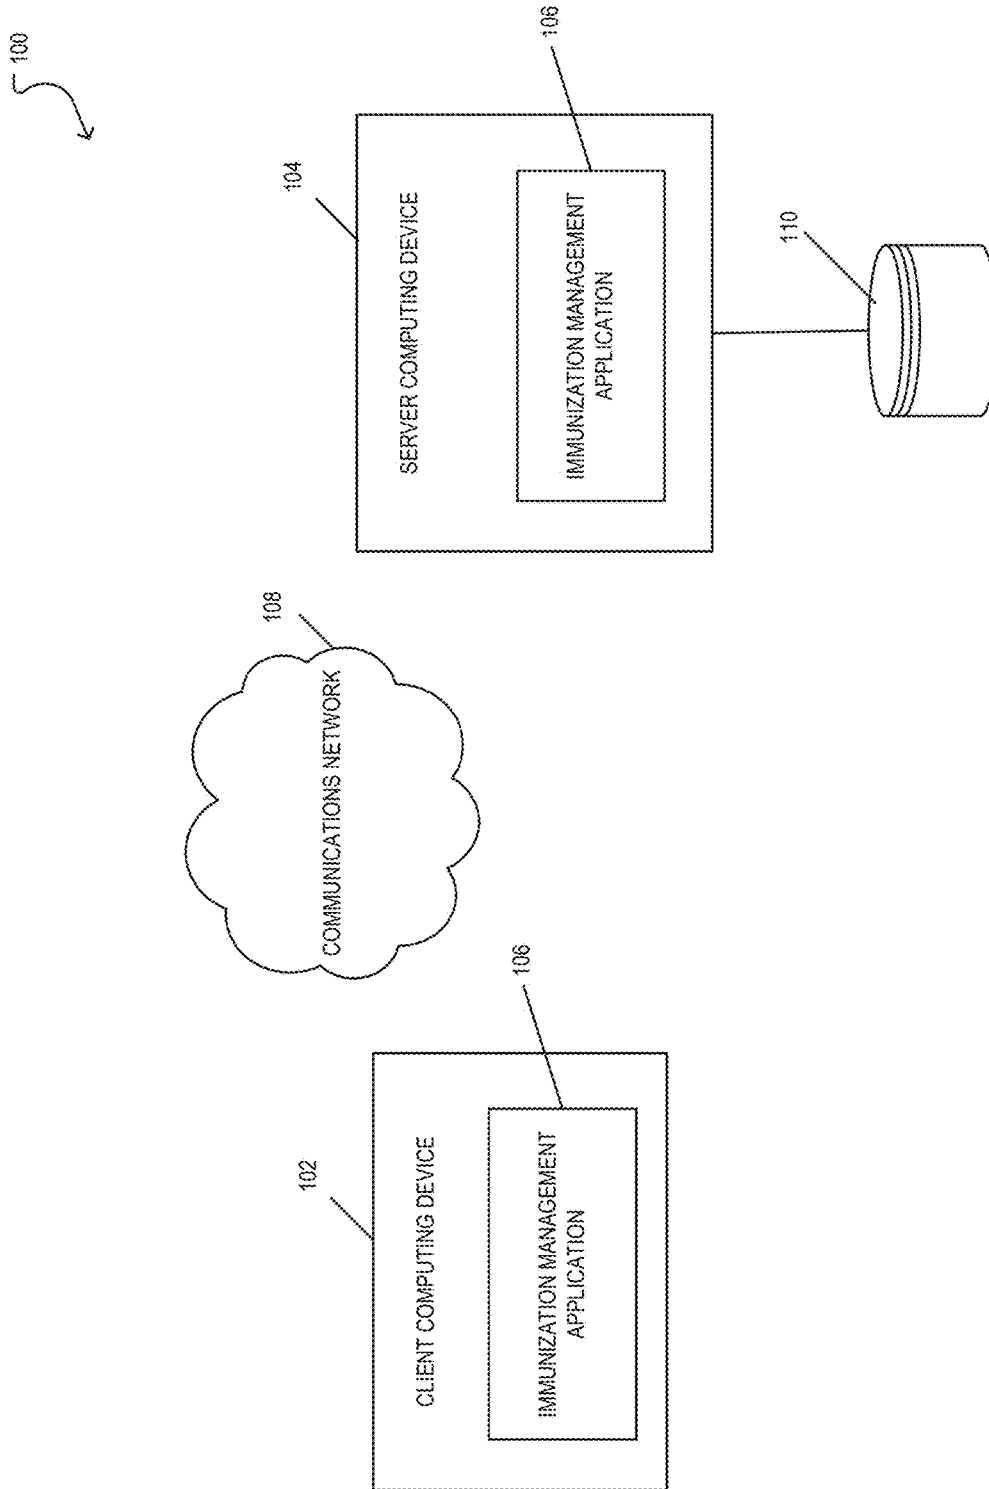 100
102
CLIENT COMPUTING DEVICE
IMMUNIZATION MANAGEMENT
APPLICATION
106
108
COMMUNICATIONS NETWORK
104
SERVER COMPUTING DEVICE
IMMUNIZATION MANAGEMENT
APPLICATION
106
110